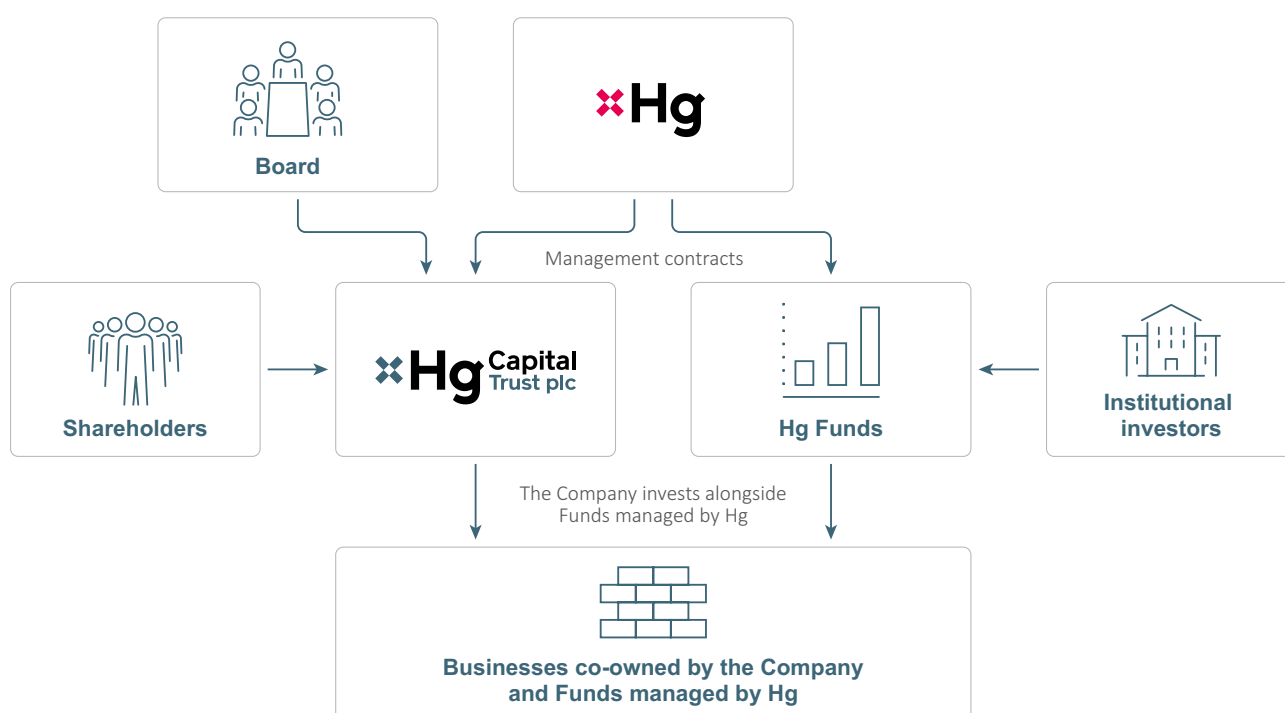 Board
Hg
Management contracts
Shareholders
Hg Capital
Trust plc
Hg Funds
Institutional
investors
The Company invests alongside
Funds managed by Hg
Businesses co-owned by the Company
and Funds managed by Hg